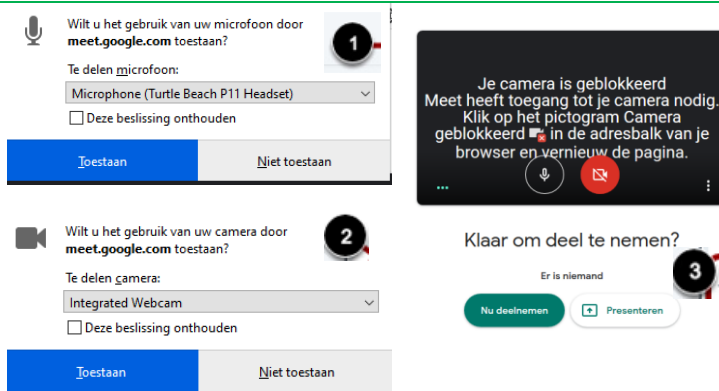 Wilt u het gebruik van uw microfoon door
meet.google.com toestaan?
1
Te delen microfoon:
Microphone (Turtle Beach P11 Headset)
Deze beslissing onthouden
Toestaan
Niet toestaan
Wilt u het gebruik van uw camera door
meet.google.com toestaan?
2
Te delen camera:
Integrated Webcam
Deze beslissing onthouden
Toestaan
Niet toestaan
Je camera is geblokkeerd
Meet heeft toegang tot je camera nodig.
Klik op het pictogram Camera
geblokkeerd in de adresbalk van je
browser en vernieuw de pagina.
Klaar om deel te nemen?
Er is niemand
3
Nu deelnemen
Presenteren